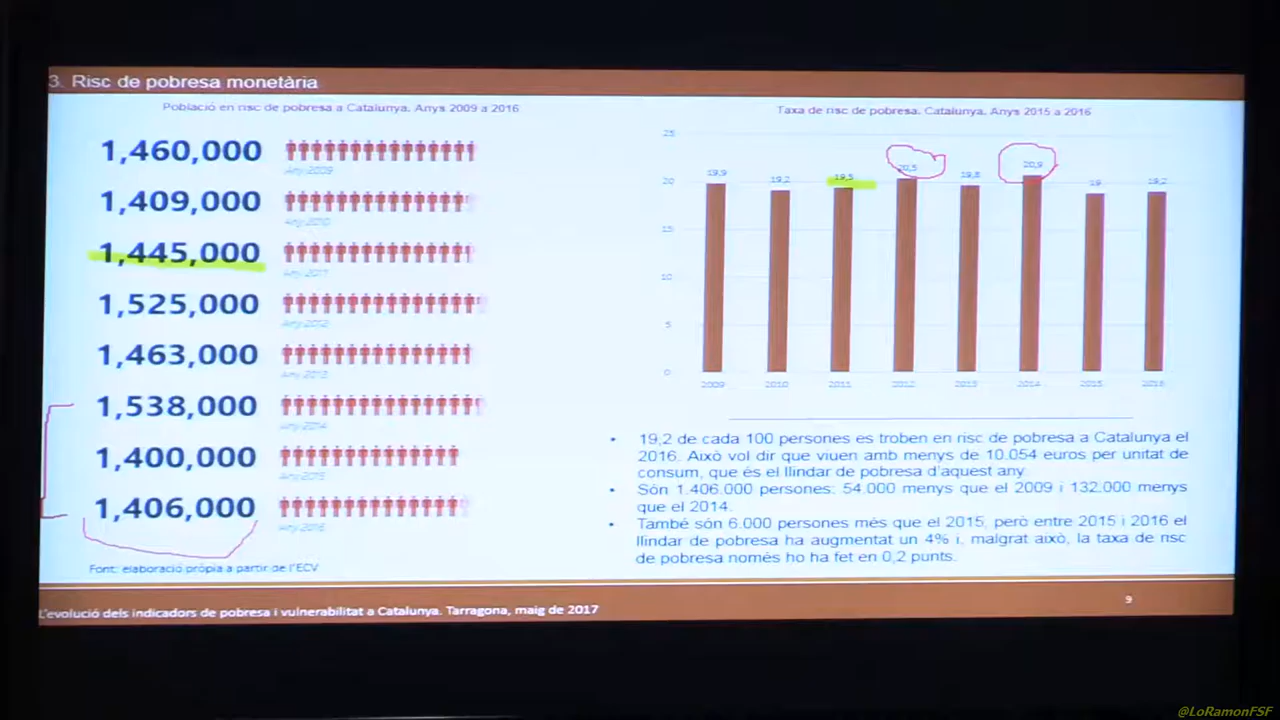 3. Risc de pobresa monetària
Població en risc de pobresa a Catalunya. Anys 2009 a 2016
1,460,000
Any 2009
1,409,000
Any 2010
1,445,000
Any 2011
1,525,000
Any 2012
1,463,000
Any 2013
1,538,000
Any 2014
1,400,000
Any 2015
1,406,000
Any 2016
Font: elaboració pròpia a partir de l'ECV
Taxa de risc de pobresa. Catalunya. Anys 2015 a 2016
25
20
15
10
5
0
19,9 19,2 19,5 20,5 19,8 20,9 19 19,2
2009 2010 2011 2012 2013 2014 2015 2016
• 19,2 de cada 100 persones es troben en risc de pobresa a Catalunya el
2016. Això vol dir que viuen amb menys de 10.054 euros per unitat de
consum, que és el llindar de pobresa d'aquest any.
• Són 1.406.000 persones: 54.000 menys que el 2009 i 132.000 menys
que el 2014.
• També són 6.000 persones més que el 2015, però entre 2015 i 2016 el
llindar de pobresa ha augmentat un 4% i, malgrat això, la taxa de risc
de pobresa només ho ha fet en 0,2 punts.
L'evolució dels indicadors de pobresa i vulnerabilitat a Catalunya. Tarragona, maig de 2017
9
@LoRamonFSF